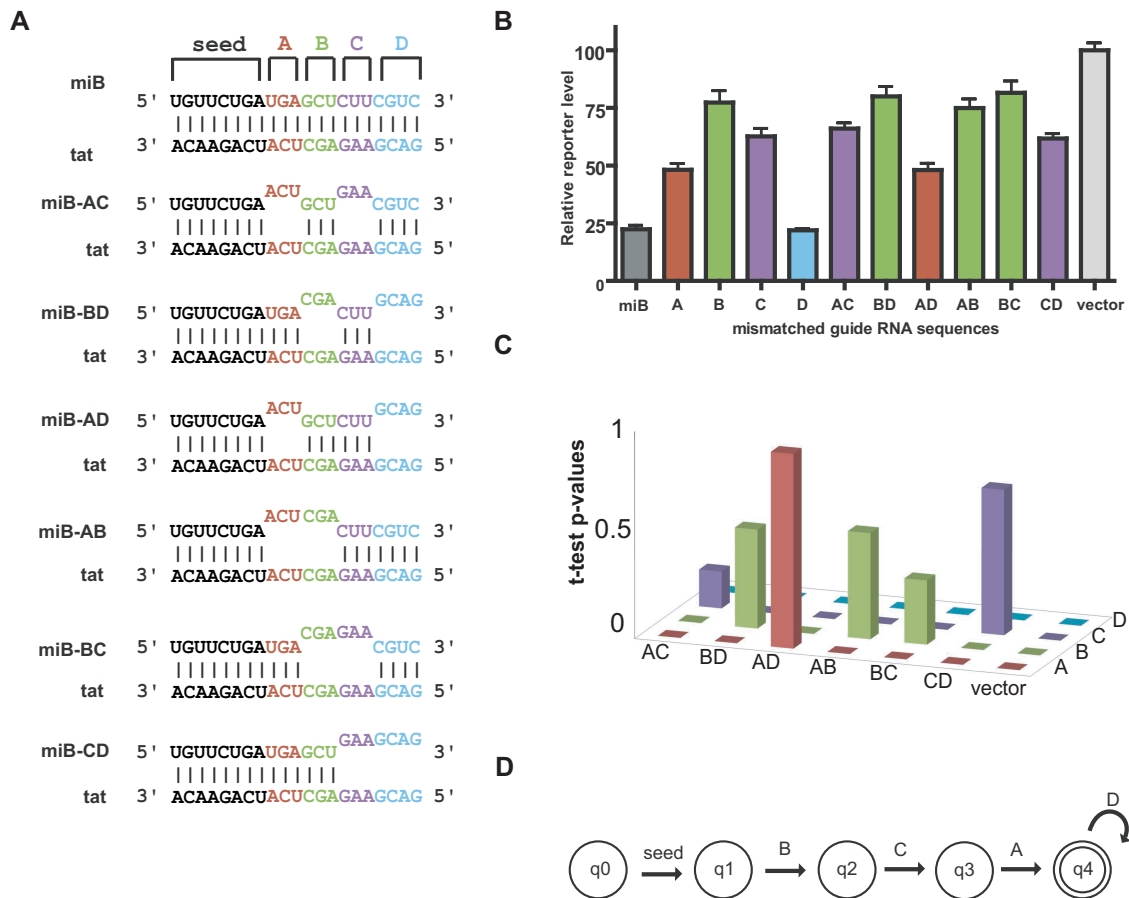 A
seed A B C D
miB
5' UGUUCUGAUGAGCUCUUCGUC 3'
tat
3' ACAAGACUACUCGAGAAGCAG 5'
miB-AC
5' UGUUCUGA ACU GCU GAA CGUC 3'
tat
3' ACAAGACUACUCGAGAAGCAG 5'
miB-BD
5' UGUUCUGAUGA CGA CUU GCAG 3'
tat
3' ACAAGACUACUCGAGAAGCAG 5'
miB-AD
5' UGUUCUGA ACU GCUCUU GCAG 3'
tat
3' ACAAGACUACUCGAGAAGCAG 5'
miB-AB
5' UGUUCUGA ACUCGA CUUCGUC 3'
tat
3' ACAAGACUACUCGAGAAGCAG 5'
miB-BC
5' UGUUCUGAUGA CGAGAA CGUC 3'
tat
3' ACAAGACUACUCGAGAAGCAG 5'
miB-CD
5' UGUUCUGAUGAGCU GAAGCAG 3'
tat
3' ACAAGACUACUCGAGAAGCAG 5'
B
Relative reporter level
100
75
50
25
0
miB A B C D AC BD AD AB BC CD vector
mismatched guide RNA sequences
C
t-test p-values
1
0.5
0
AC BD AD AB BC CD vector
A B C D
D
q0 seed q1 B q2 C q3 A q4 D